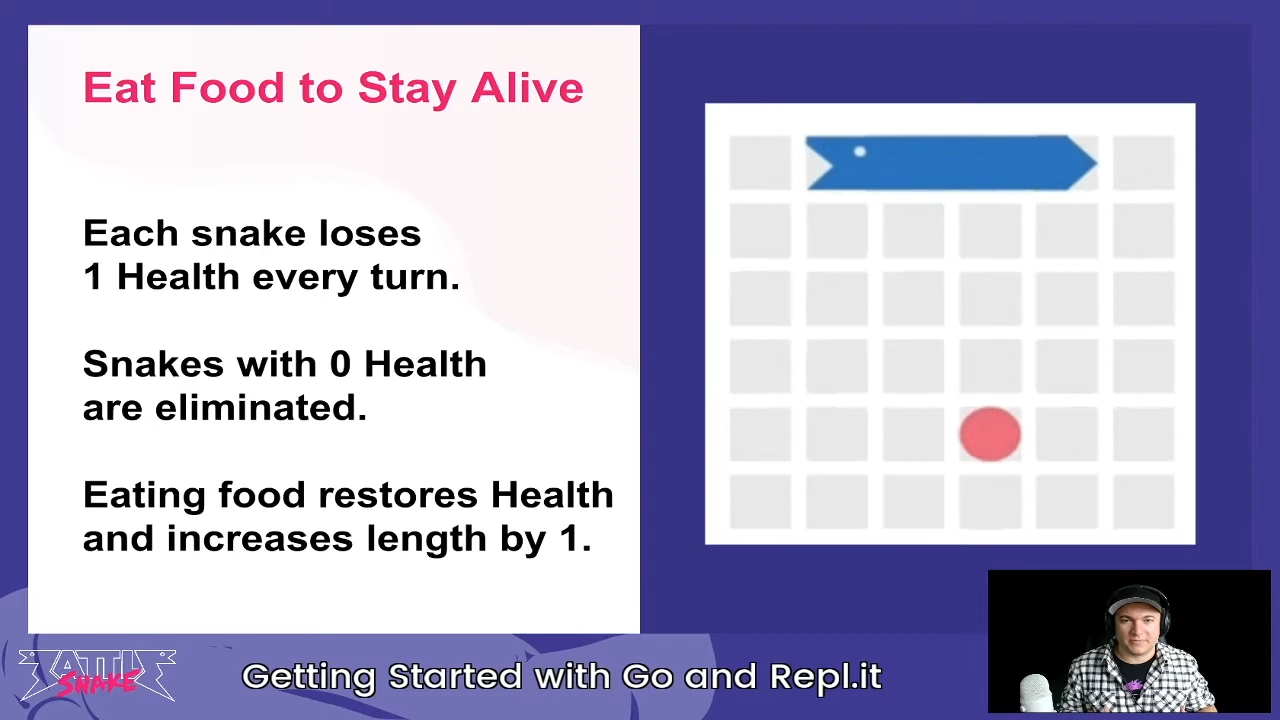 Eat Food to Stay Alive
Each snake loses
1 Health every turn.
Snakes with 0 Health
are eliminated.
Eating food restores Health
and increases length by 1.
SNAKE
Getting Started with Go and Repl.it